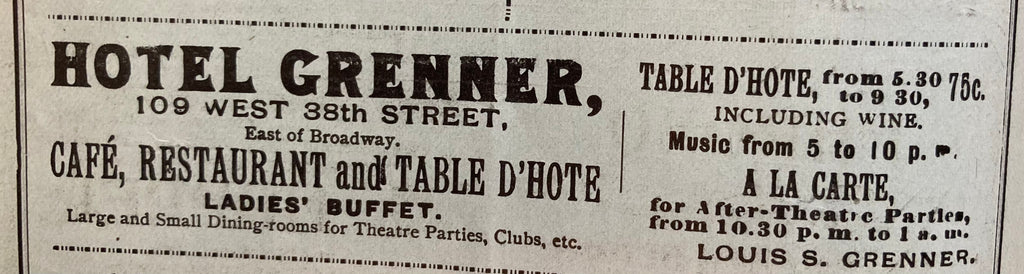 HOTEL GRENNER,
109 WEST 38th STREET,
East of Broadway.
CAFÉ, RESTAURANT and TABLE D'HOTE
LADIES' BUFFET.
Large and Small Dining-rooms for Theatre Parties, Clubs, etc.
TABLE D'HOTE, from 5.30 to 9 30, 75c.
INCLUDING WINE.
Music from 5 to 10 p. m.
A LA CARTE,
for After-Theatre Parties,
from 10.30 p. m. to 1 a. m.
LOUIS S. GRENNER.